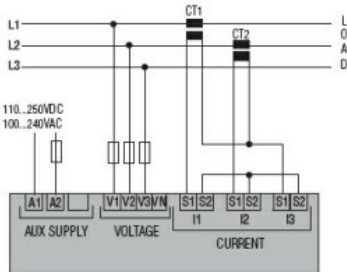 CT1
L1
L
CT2
O
L2
A
L3
D
110...250VDC
100...240VAC
A1 A2 V1 V2 V3 VN S1 S2 S1 S2 S1 S2
I1 I2 I3
AUX SUPPLY VOLTAGE CURRENT